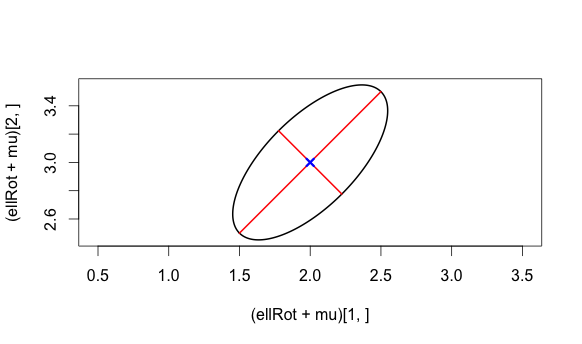 (ellRot + mu)[2, ]
3.4
3.0
2.6
0.5 1.0 1.5 2.0 2.5 3.0 3.5
(ellRot + mu)[1, ]